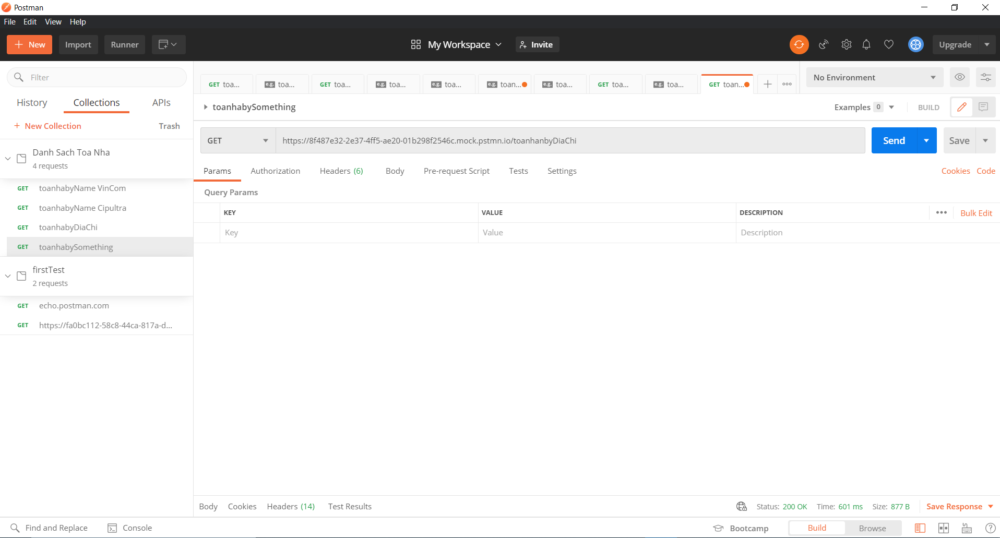 Postman
File Edit View Help
+ New Import Runner My Workspace Invite Upgrade
Filter
History Collections APIs
+ New Collection Trash
Danh Sach Toa Nha
4 requests
GET toanhabyName VinCom
GET toanhabyName Cipultra
GET toanhabyDiaChi
GET toanhabySomething
firstTest
2 requests
GET echo.postman.com
GET https://fa0bc112-58c8-44ca-817a-d...
GET toa... e.g. toa... GET toa... e.g. toa... e.g. toa... e.g. toan... e.g. toa... GET toa... e.g. toa... GET toan... + No Environment
toanhabySomething Examples 0 BUILD
GET https://8f487e32-2e37-4ff5-ae20-01b298f2546c.mock.pstmn.io/toanhanbyDiaChi Send Save
Params Authorization Headers (6) Body Pre-request Script Tests Settings Cookies Code
Query Params
KEY VALUE DESCRIPTION ••• Bulk Edit
Key Value Description
Body Cookies Headers (14) Test Results Status: 200 OK Time: 601 ms Size: 877 B Save Response
Find and Replace Console Bootcamp Build Browse